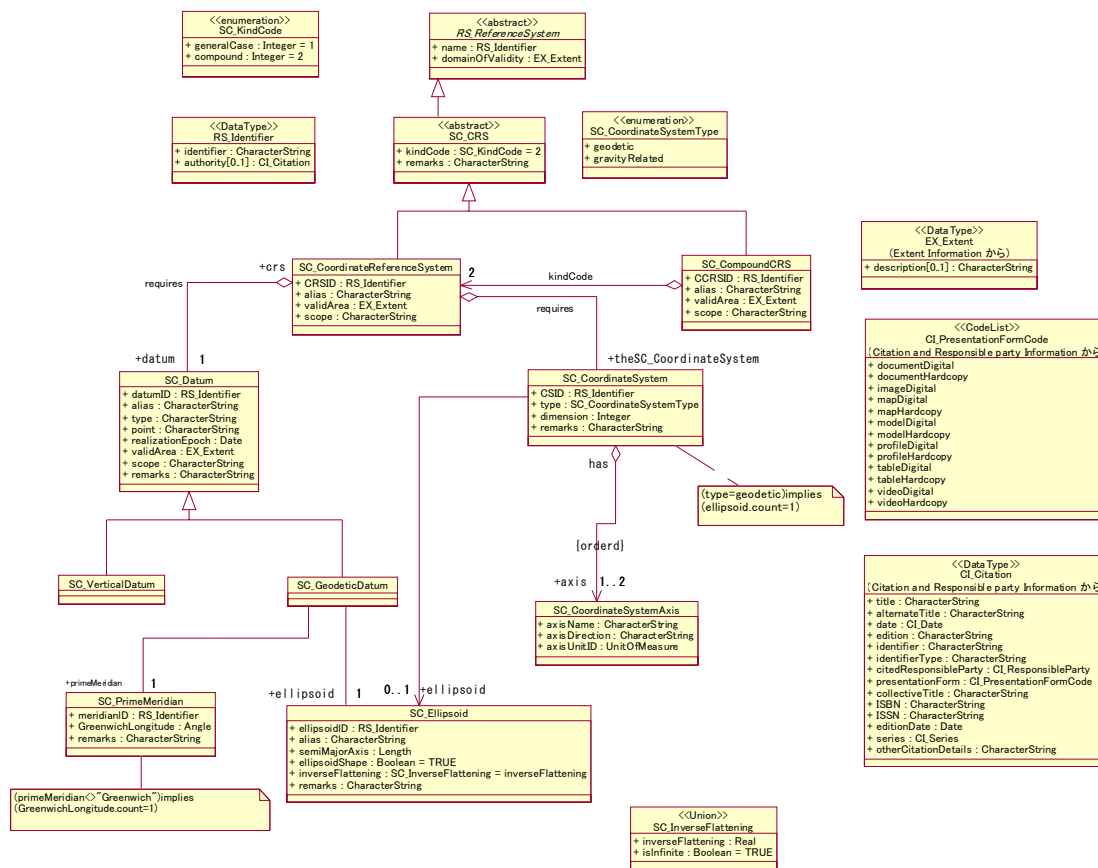 <<enumeration>>
SC_KindCode
+ generalCase : Integer = 1
+ compound : Integer = 2
<<abstract>>
RS_ReferenceSystem
+ name : RS_Identifier
+ domainOfValidity : EX_Extent
<<DataType>>
RS_Identifier
+ identifier : CharacterString
+ authority[0..1] : CI_Citation
<<abstract>>
SC_CRS
+ kindCode : SC_KindCode = 2
+ remarks : CharacterString
<<enumeration>>
SC_CoordinateSystemType
+ geodetic
+ gravityRelated
<<DataType>>
EX_Extent
(Extent Information から)
+ description[0..1] : CharacterString
+crs
requires
SC_CoordinateReferenceSystem
+ CRSID : RS_Identifier
+ alias : CharacterString
+ validArea : EX_Extent
+ scope : CharacterString
2
kindCode
requires
SC_CompoundCRS
+ CCRSID : RS_Identifier
+ alias : CharacterString
+ validArea : EX_Extent
+ scope : CharacterString
<<CodeList>>
CI_PresentationFormCode
(Citation and Responsible party Information から
+ documentDigital
+ documentHardcopy
+ imageDigital
+ mapDigital
+ mapHardcopy
+ modelDigital
+ modelHardcopy
+ profileDigital
+ profileHardcopy
+ tableDigital
+ tableHardcopy
+ videoDigital
+ videoHardcopy
+datum
1
SC_Datum
+ datumID : RS_Identifier
+ alias : CharacterString
+ type : CharacterString
+ point : CharacterString
+ realizationEpoch : Date
+ validArea : EX_Extent
+ scope : CharacterString
+ remarks : CharacterString
+theSC_CoordinateSystem
SC_CoordinateSystem
+ CSID : RS_Identifier
+ type : SC_CoordinateSystemType
+ dimension : Integer
+ remarks : CharacterString
has
(type=geodetic)implies
(ellipsoid.count=1)
{orderd}
+axis
1..2
SC_CoordinateSystemAxis
+ axisName : CharacterString
+ axisDirection : CharacterString
+ axisUnitID : UnitOfMeasure
SC_VerticalDatum
SC_GeodeticDatum
<<DataType>>
CI_Citation
(Citation and Responsible party Information から
+ title : CharacterString
+ alternateTitle : CharacterString
+ date : CI_Date
+ edition : CharacterString
+ identifier : CharacterString
+ identifierType : CharacterString
+ citedResponsibleParty : CI_ResponsibleParty
+ presentationForm : CI_PresentationFormCode
+ collectiveTitle : CharacterString
+ ISBN : CharacterString
+ ISSN : CharacterString
+ editionDate : Date
+ series : CI_Series
+ otherCitationDetails : CharacterString
+primeMeridian
1
SC_PrimeMeridian
+ meridianID : RS_Identifier
+ GreenwichLongitude : Angle
+ remarks : CharacterString
(primeMeridian<>"Greenwich")implies
(GreenwichLongitude.count=1)
+ellipsoid
1
0..1
+ellipsoid
SC_Ellipsoid
+ ellipsoidID : RS_Identifier
+ alias : CharacterString
+ semiMajorAxis : Length
+ ellipsoidShape : Boolean = TRUE
+ inverseFlattening : SC_InverseFlattening = inverseFlattening
+ remarks : CharacterString
<<Union>>
SC_InverseFlattening
+ inverseFlattening : Real
+ isInfinite : Boolean = TRUE